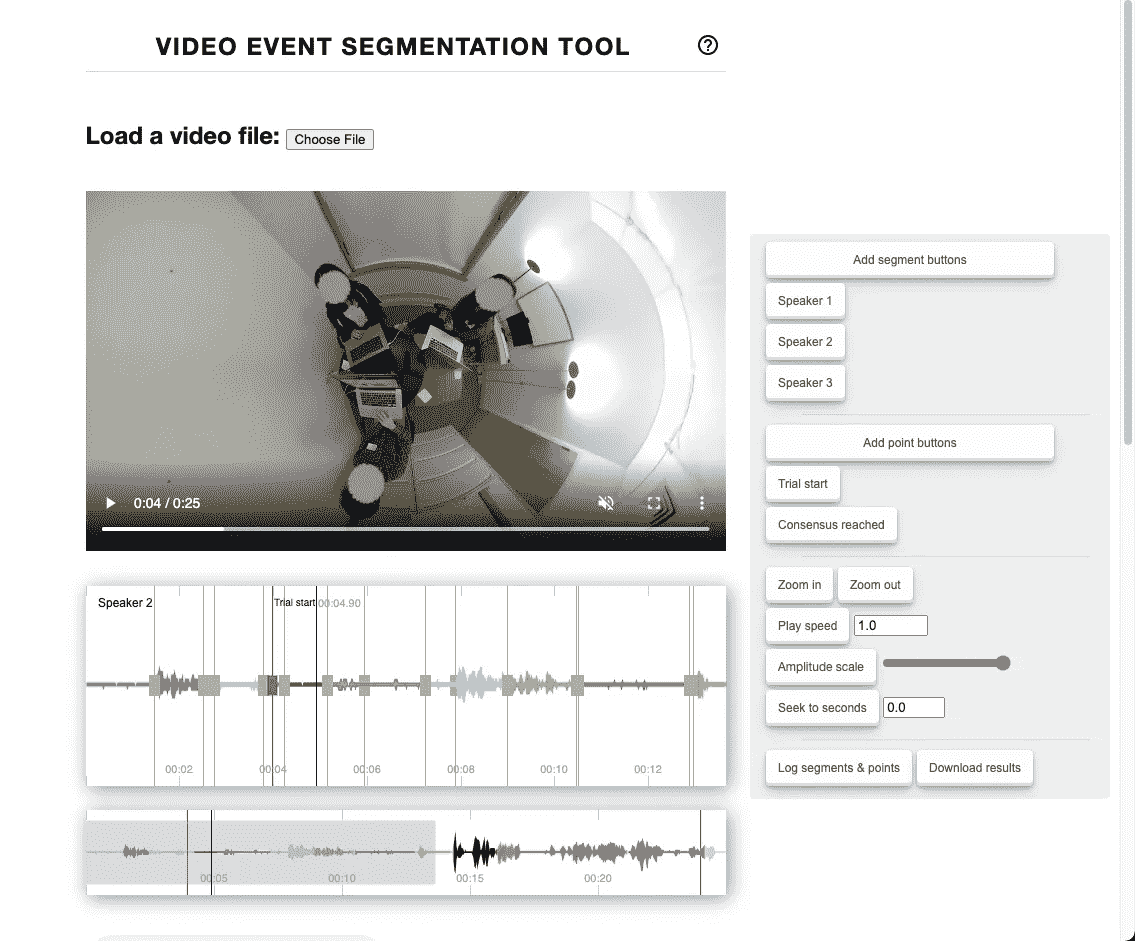 VIDEO EVENT SEGMENTATION TOOL
Load a video file: Choose File
0:04 / 0:25
Add segment buttons
Speaker 1
Speaker 2
Speaker 3
Add point buttons
Trial start
Consensus reached
Zoom in Zoom out
Play speed 1.0
Amplitude scale
Seek to seconds 0.0
Log segments & points Download results
Speaker 2 Trial start 00:04.90
00:02 00:04 00:06 00:08 00:10 00:12
00:05 00:10 00:15 00:20